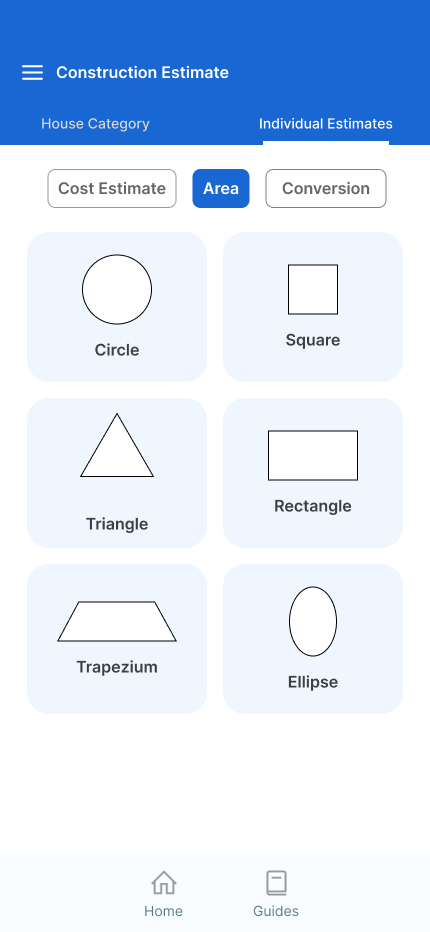 Construction Estimate
House Category
Individual Estimates
Cost Estimate
Area
Conversion
Circle
Square
Triangle
Rectangle
Trapezium
Ellipse
Home
Guides